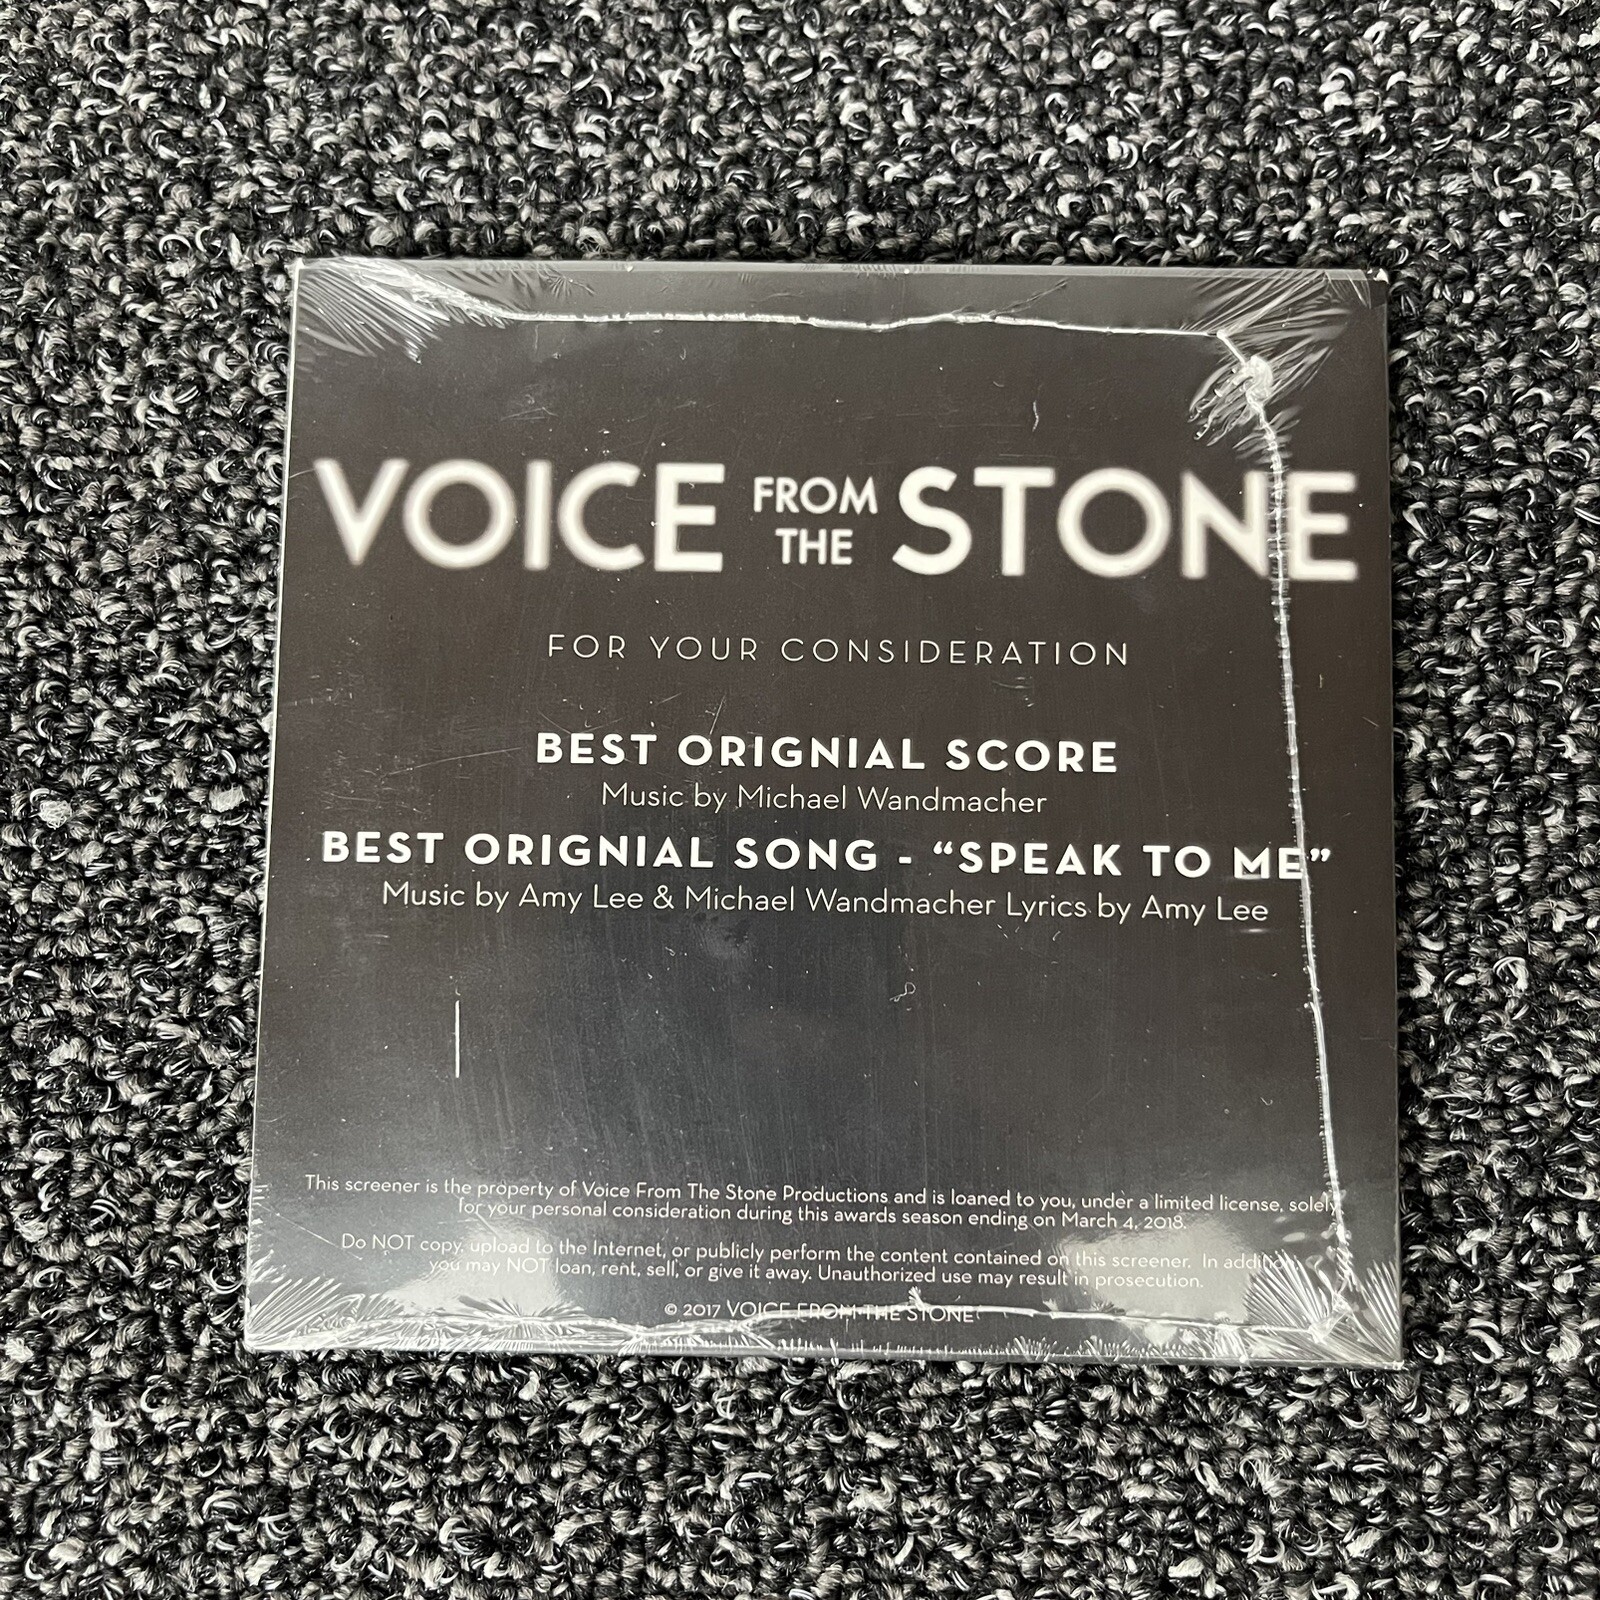 VOICE FROM THE STONE
FOR YOUR CONSIDERATION
BEST ORIGNIAL SCORE
Music by Michael Wandmacher
BEST ORIGNIAL SONG - “SPEAK TO ME”
Music by Amy Lee & Michael Wandmacher Lyrics by Amy Lee
This screener is the property of Voice From The Stone Productions and is loaned to you, under a limited license, solely
for your personal consideration during this awards season ending on March 4, 2018.
Do NOT copy, upload to the Internet, or publicly perform the content contained on this screener. In addition,
you may NOT loan, rent, sell, or give it away. Unauthorized use may result in prosecution.
© 2017 VOICE FROM THE STONE